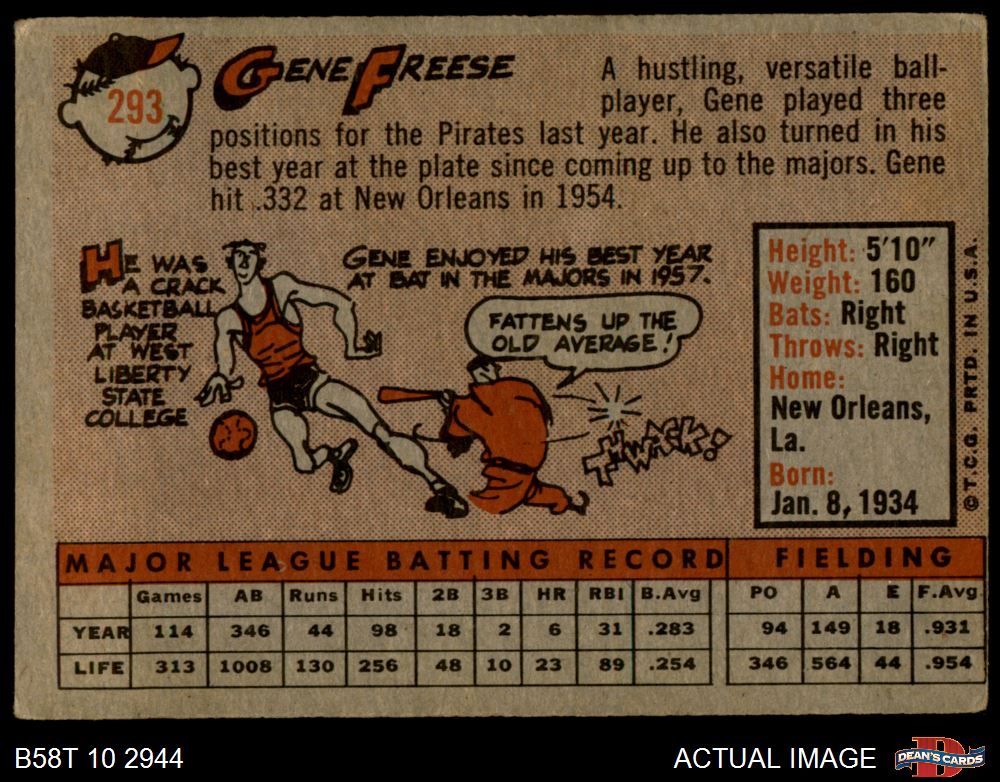 293
GENE FREESE
A hustling, versatile ball-
player, Gene played three
positions for the Pirates last year. He also turned in his
best year at the plate since coming up to the majors. Gene
hit .332 at New Orleans in 1954.
HE WAS
A CRACK
BASKETBALL
PLAYER
AT WEST
LIBERTY
STATE
COLLEGE
GENE ENJOYED HIS BEST YEAR
AT BAT IN THE MAJORS IN 1957.
FATTENS UP THE
OLD AVERAGE!
THWACK!
Height: 5'10"
Weight: 160
Bats: Right
Throws: Right
Home:
New Orleans,
La.
Born:
Jan. 8, 1934
© T.C.G. PRTD. IN U.S.A.
MAJOR LEAGUE BATTING RECORD FIELDING
Games AB Runs Hits 2B 3B HR RBI B.Avg PO A E F.Avg
YEAR 114 346 44 98 18 2 6 31 .283 94 149 18 .931
LIFE 313 1008 130 256 48 10 23 89 .254 346 564 44 .954
B58T 10 2944
ACTUAL IMAGE
D
DEAN'S CARDS